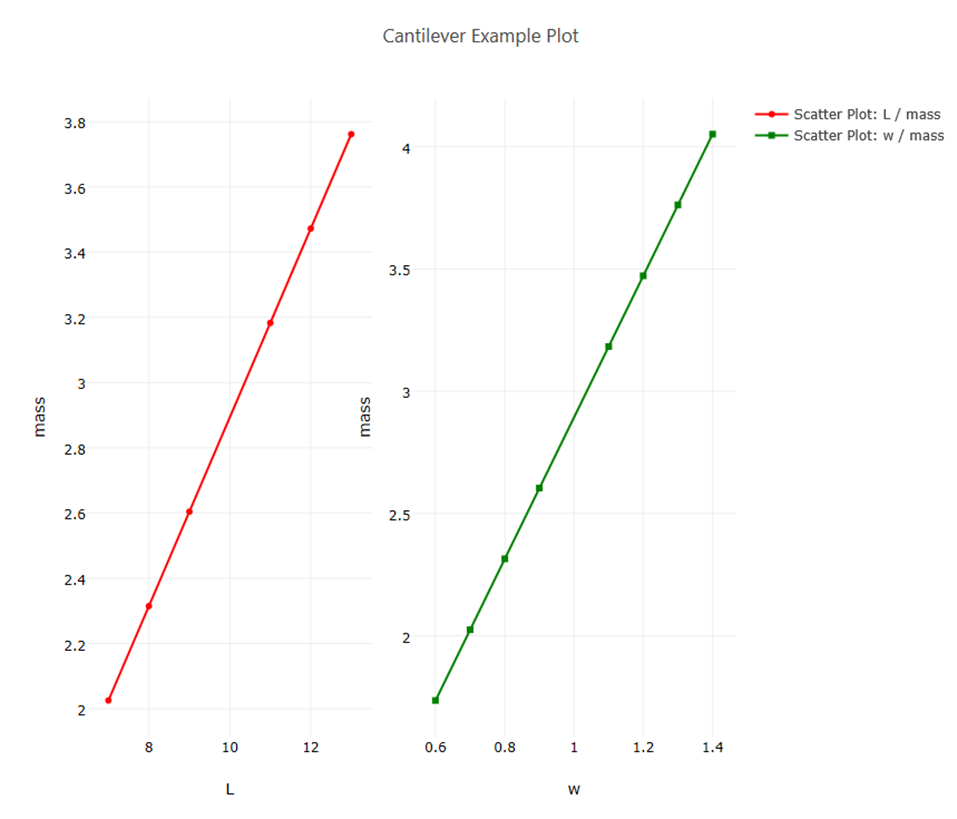 Cantilever Example Plot
Scatter Plot: L / mass
Scatter Plot: w / mass
mass
3.8
3.6
3.4
3.2
3
2.8
2.6
2.4
2.2
2
8 10 12
L
mass
4
3.5
3
2.5
2
0.6 0.8 1 1.2 1.4
w